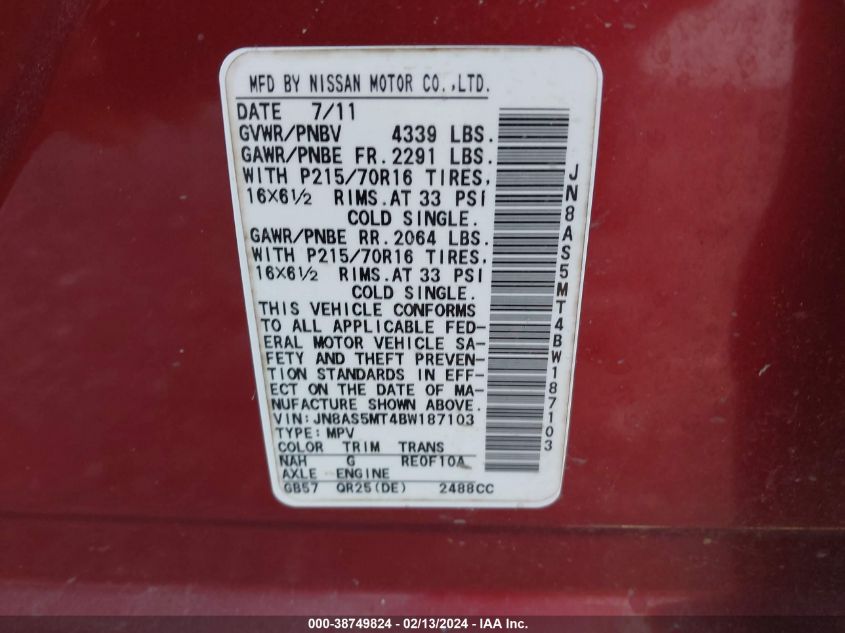 MFD BY NISSAN MOTOR CO.,LTD.
DATE 7/11
GVWR/PNBV 4339 LBS.
GAWR/PNBE FR. 2291 LBS.
WITH P215/70R16 TIRES,
16×6½ RIMS. AT 33 PSI
COLD SINGLE.
GAWR/PNBE RR. 2064 LBS.
WITH P215/70R16 TIRES,
16×6½ RIMS. AT 33 PSI
COLD SINGLE.
THIS VEHICLE CONFORMS
TO ALL APPLICABLE FED-
ERAL MOTOR VEHICLE SA-
FETY AND THEFT PREVEN-
TION STANDARDS IN EFF-
ECT ON THE DATE OF MA-
NUFACTURE SHOWN ABOVE.
VIN: JN8AS5MT4BW187103
TYPE: MPV
COLOR TRIM TRANS
NAH G RE0F10A
AXLE ENGINE
GB57 QR25(DE) 2488CC
JN8AS5MT4BW187103
000-38749824 - 02/13/2024 - IAA Inc.